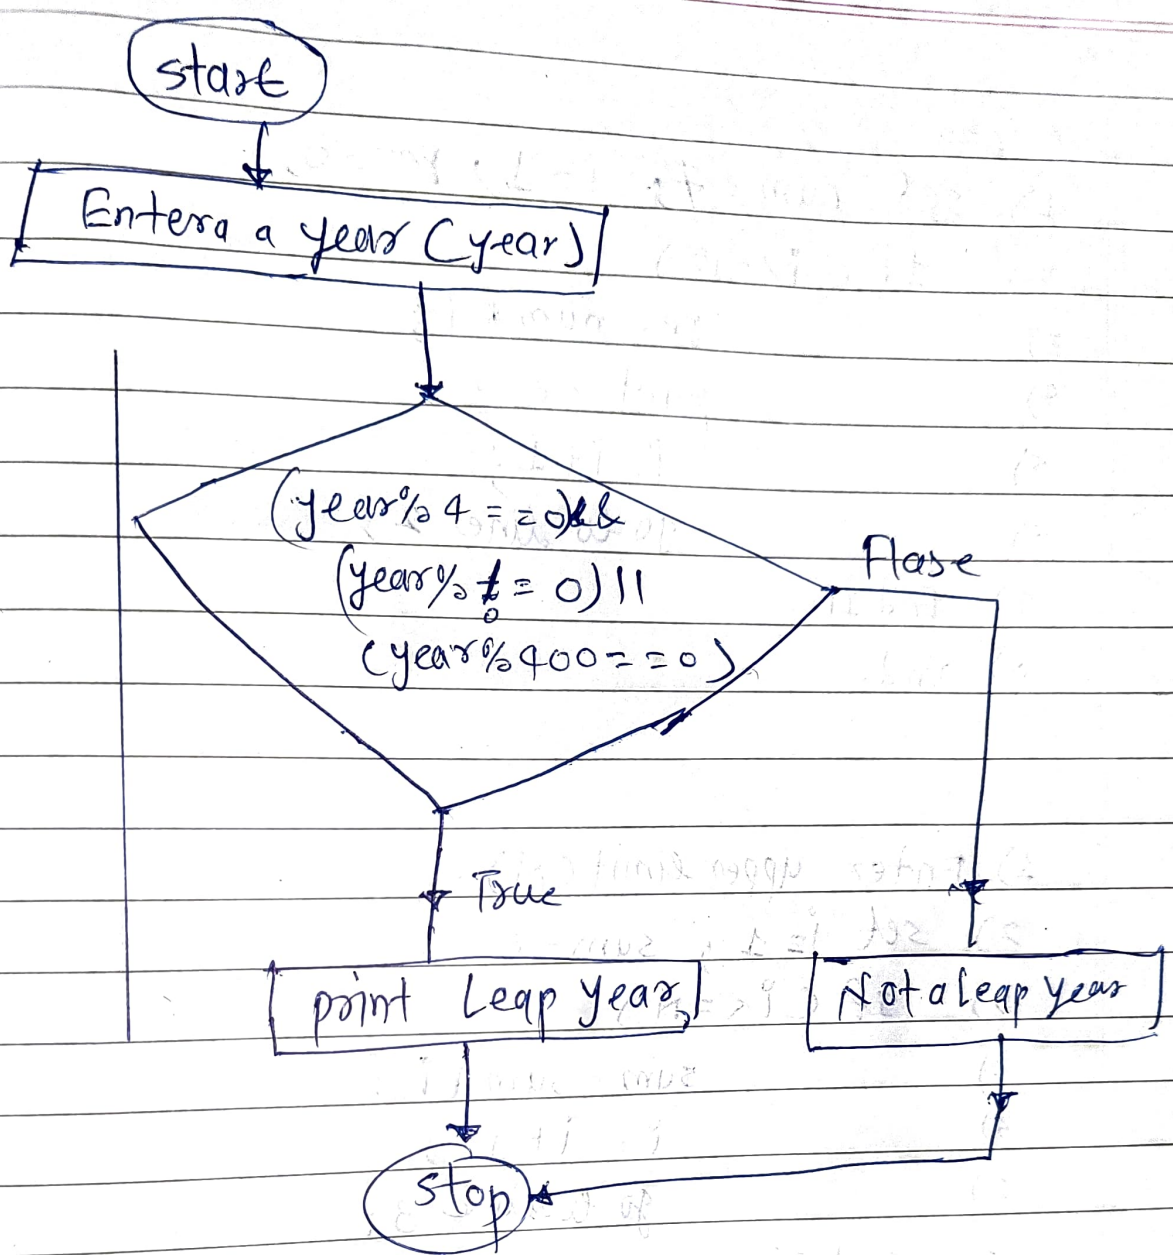 start
Entera a year (year)
(year%4==0)&&
(year% != 0) ||
(year%400==0)
Flase
True
print Leap year
Not a leap year
stop